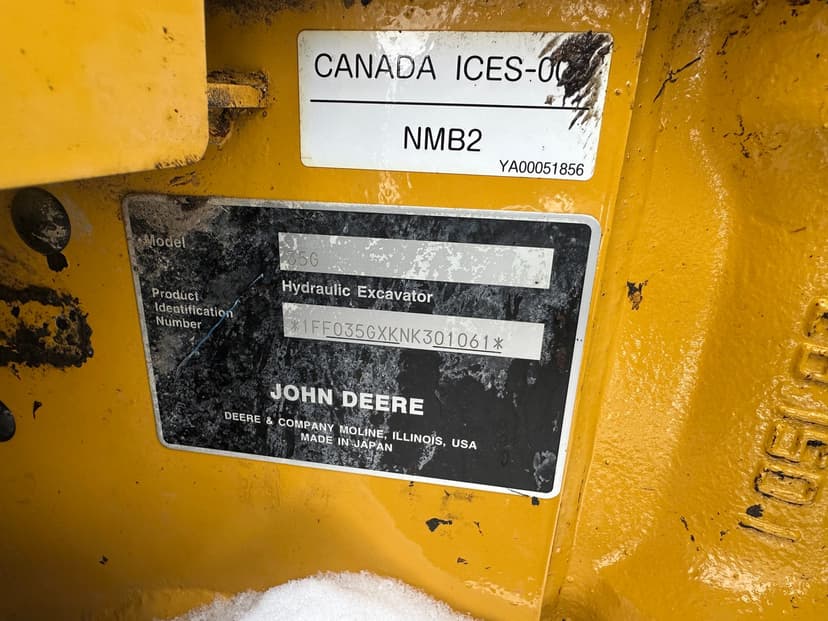 CANADA ICES-00
NMB2
YA00051856
Model
35G
Hydraulic Excavator
Product
Identification
Number
*1FF035GXKNK301061*
JOHN DEERE
DEERE & COMPANY MOLINE, ILLINOIS, USA
MADE IN JAPAN